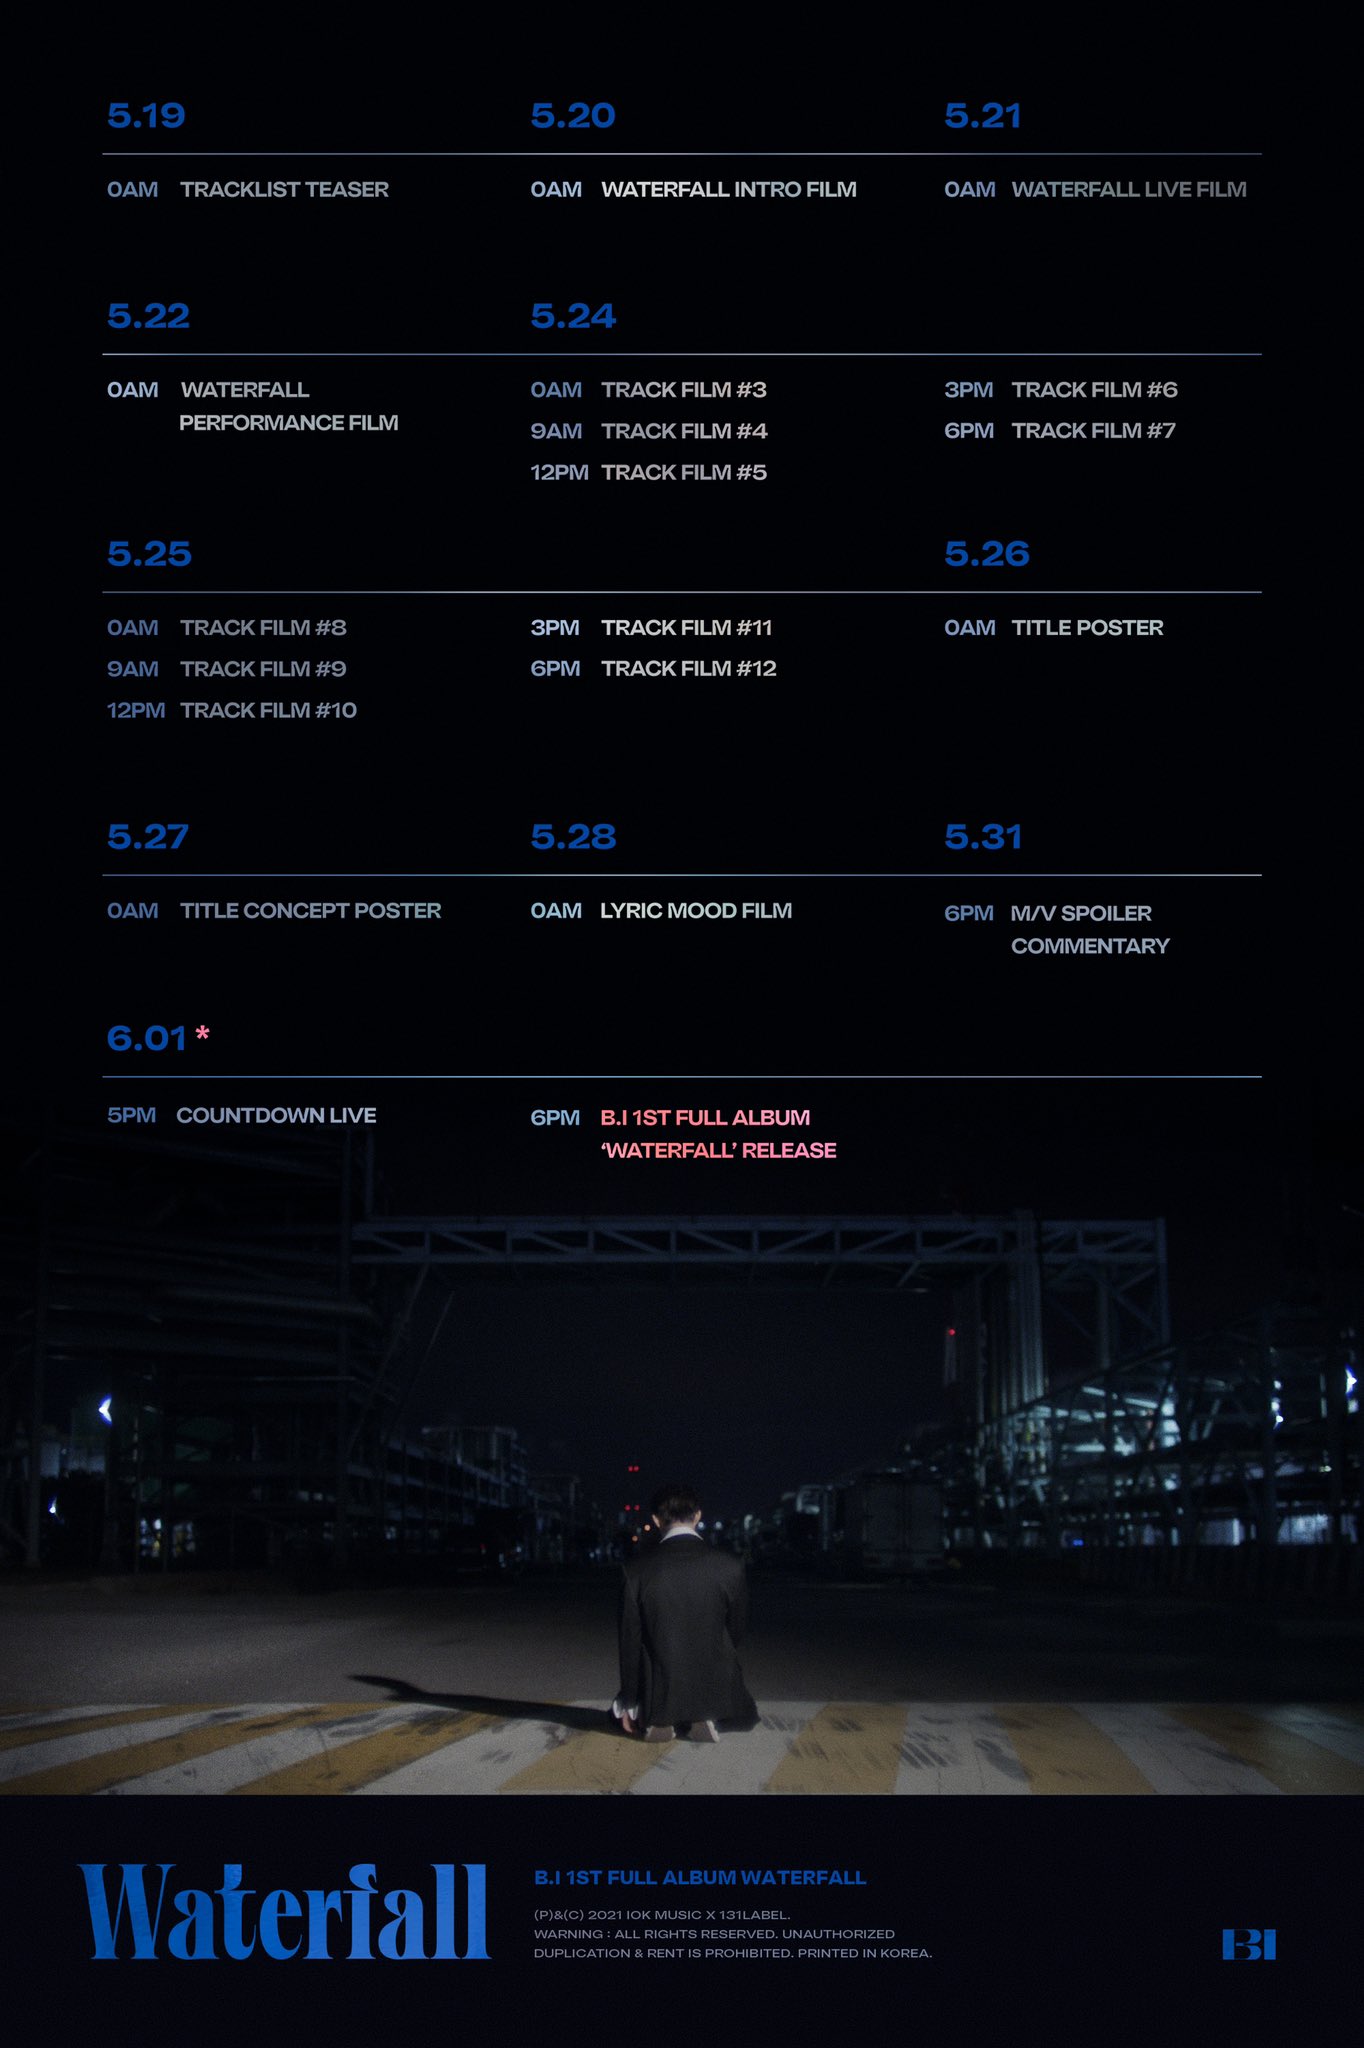 5.19
0AM TRACKLIST TEASER
5.20
0AM WATERFALL INTRO FILM
5.21
0AM WATERFALL LIVE FILM
5.22
0AM WATERFALL
PERFORMANCE FILM
5.24
0AM TRACK FILM #3
9AM TRACK FILM #4
12PM TRACK FILM #5
3PM TRACK FILM #6
6PM TRACK FILM #7
5.25
0AM TRACK FILM #8
9AM TRACK FILM #9
12PM TRACK FILM #10
3PM TRACK FILM #11
6PM TRACK FILM #12
5.26
0AM TITLE POSTER
5.27
0AM TITLE CONCEPT POSTER
5.28
0AM LYRIC MOOD FILM
5.31
6PM M/V SPOILER
COMMENTARY
6.01 *
5PM COUNTDOWN LIVE
6PM B.I 1ST FULL ALBUM
‘WATERFALL’ RELEASE
Waterfall
B.I 1ST FULL ALBUM WATERFALL
(P)&(C) 2021 IOK MUSIC X 131LABEL.
WARNING : ALL RIGHTS RESERVED. UNAUTHORIZED
DUPLICATION & RENT IS PROHIBITED. PRINTED IN KOREA.
BI